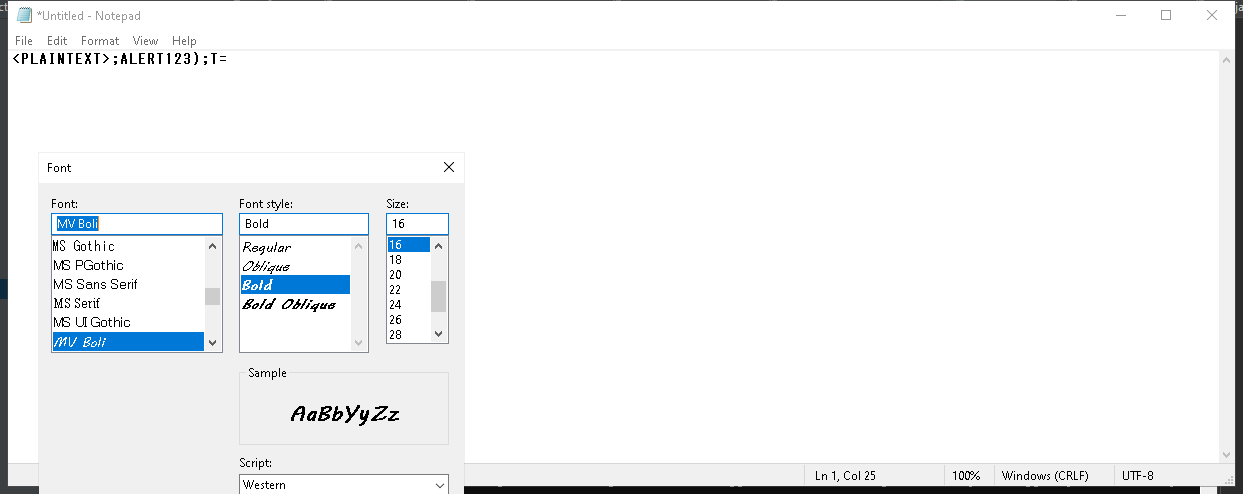 *Untitled - Notepad
File Edit Format View Help
<PLAINTEXT>;ALERT123);T=
Font
Font: Font style: Size:
MV Boli Bold 16
MS Gothic
MS PGothic
MS Sans Serif
MS Serif
MS UI Gothic
MV Boli
Regular
Oblique
Bold
Bold Oblique
16
18
20
22
24
26
28
Sample
AaBbYyZz
Script:
Western
Ln 1, Col 25 100% Windows (CRLF) UTF-8